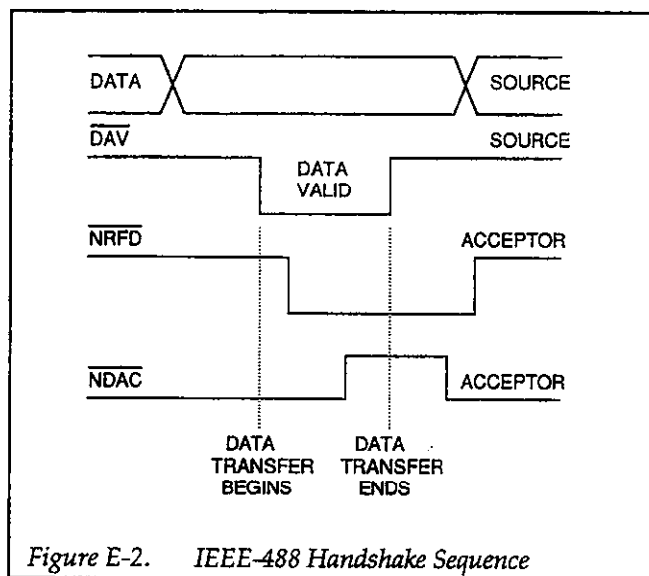 DATA SOURCE
DAV SOURCE
DATA
VALID
NRFD ACCEPTOR
NDAC ACCEPTOR
DATA DATA
TRANSFER TRANSFER
BEGINS ENDS
Figure E-2. IEEE-488 Handshake Sequence